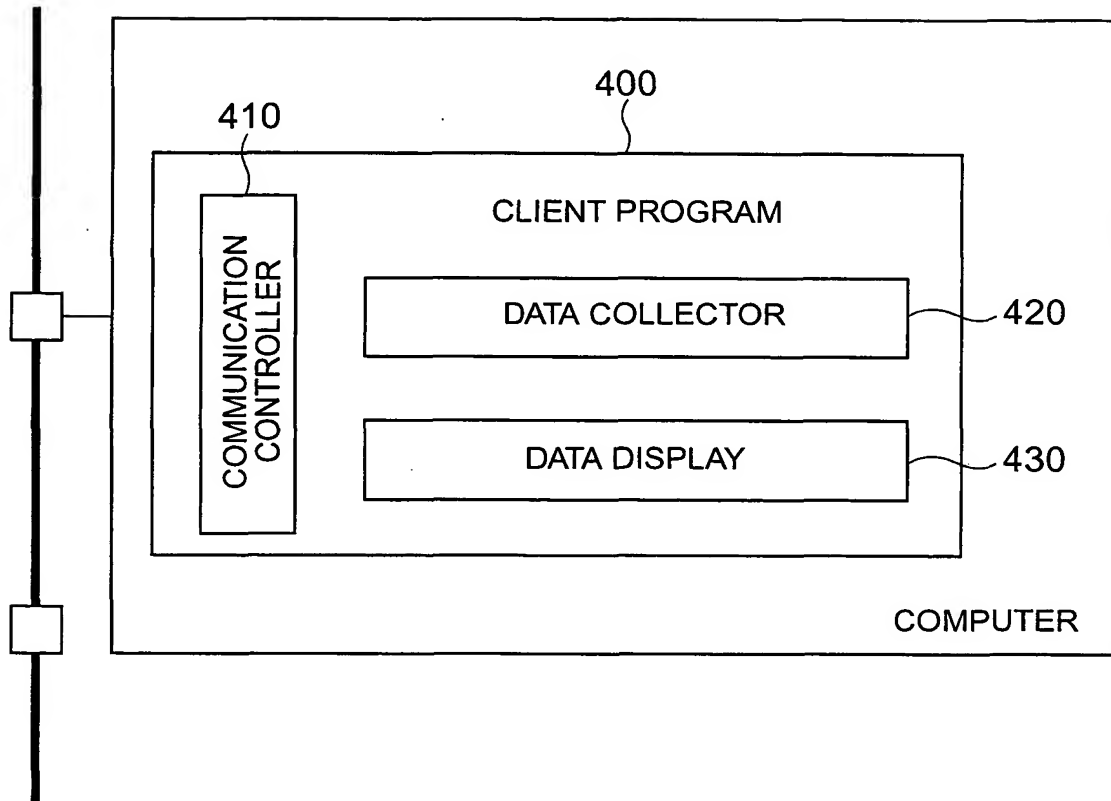 400
410
CLIENT PROGRAM
COMMUNICATION
CONTROLLER
DATA COLLECTOR
420
DATA DISPLAY
430
COMPUTER